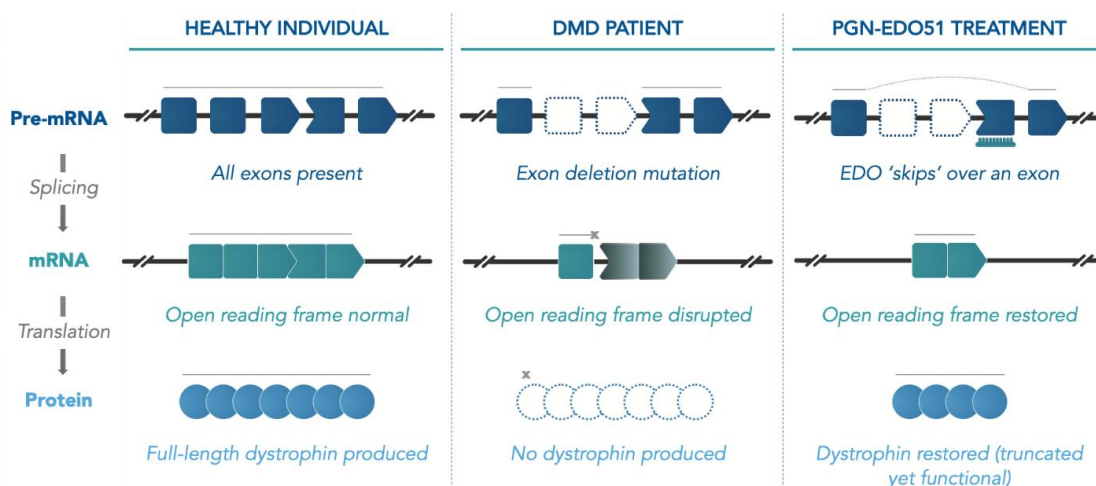 HEALTHY INDIVIDUAL
DMD PATIENT
PGN-EDO51 TREATMENT
Pre-mRNA
All exons present
Exon deletion mutation
EDO ‘skips’ over an exon
Splicing
x
mRNA
Open reading frame normal
Open reading frame disrupted
Open reading frame restored
Translation
x
Protein
Full-length dystrophin produced
No dystrophin produced
Dystrophin restored (truncated
yet functional)